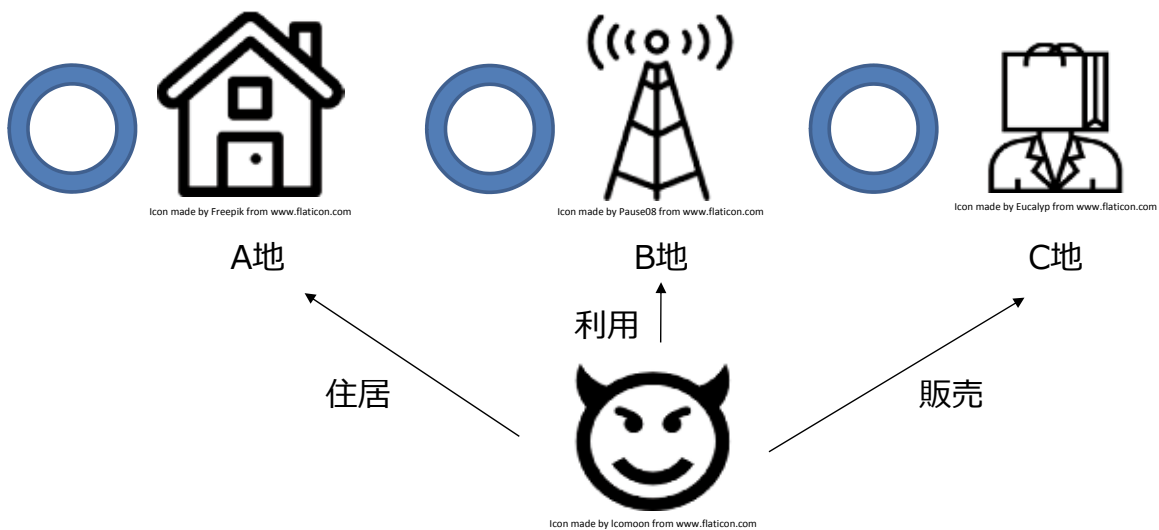 Icon made by Freepik from www.flaticon.com
Icon made by Pause08 from www.flaticon.com
Icon made by Eucalyp from www.flaticon.com
A地
B地
C地
利用
住居
販売
Icon made by Icomoon from www.flaticon.com